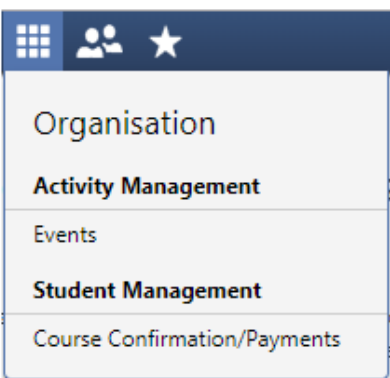 Organisation
Activity Management
Events
Student Management
Course Confirmation/Payments